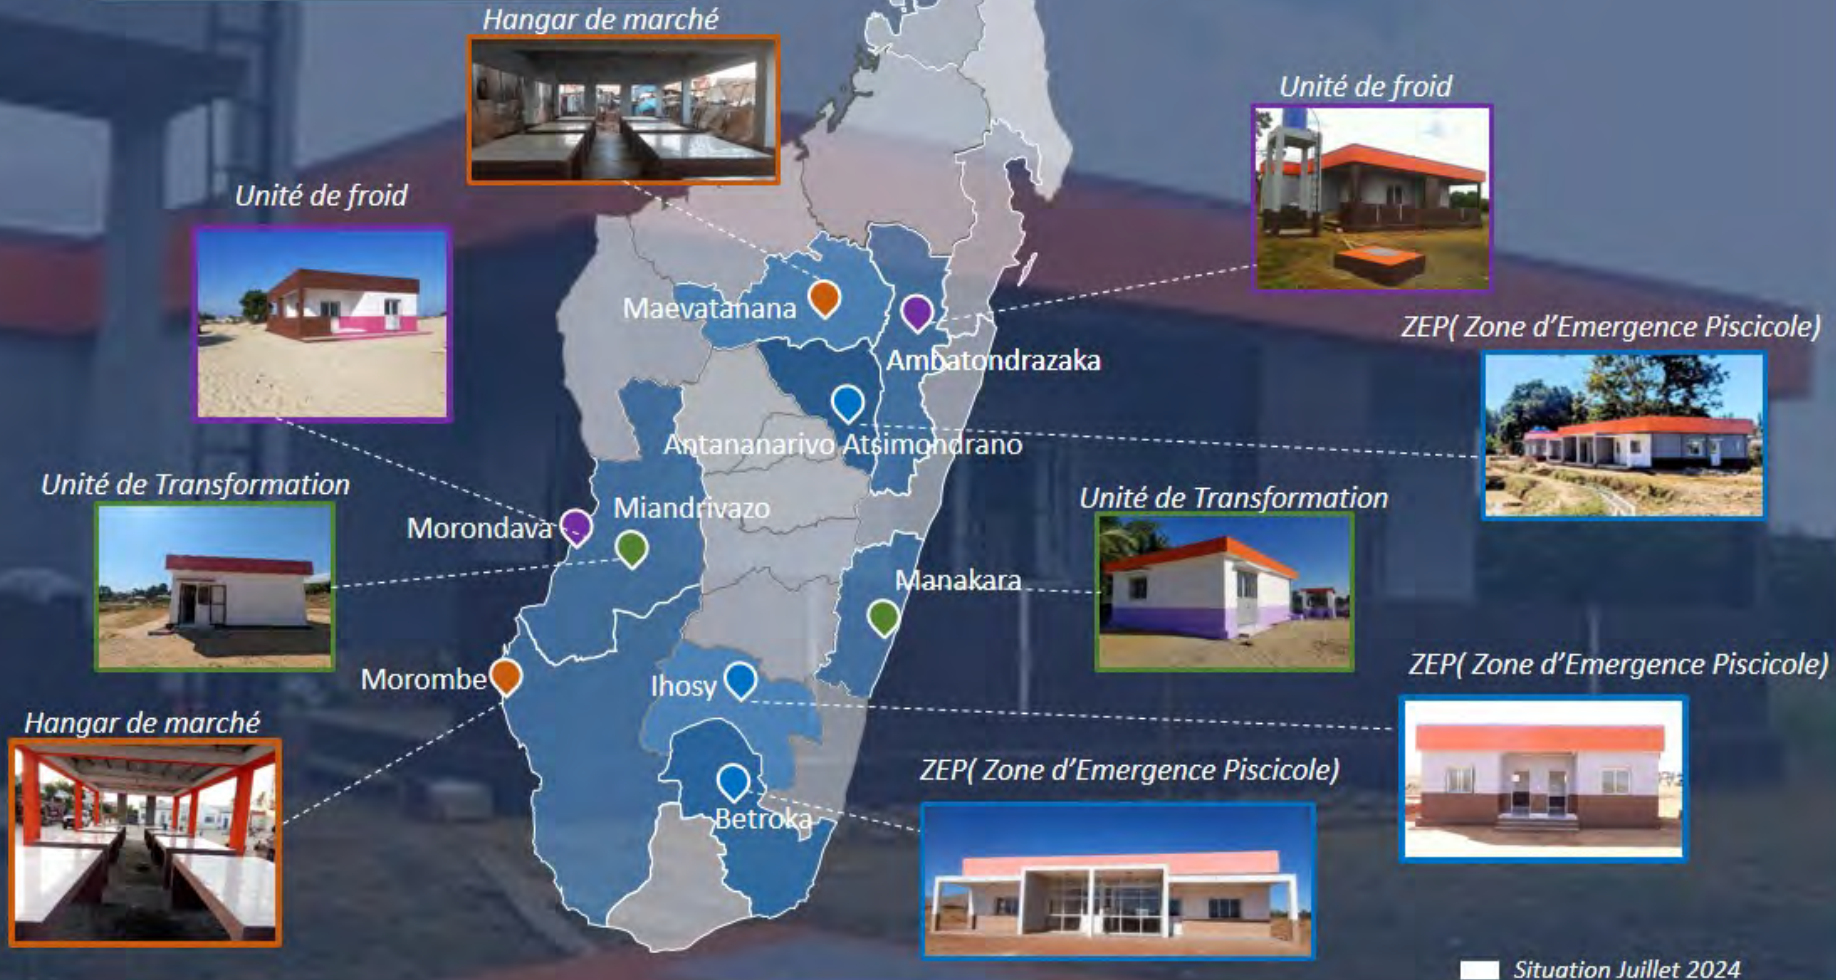 Hangar de marché
Unité de froid
Unité de froid
Maevatanana
ZEP( Zone d’Emergence Piscicole)
Ambatondrazaka
Antananarivo Atsimondrano
Unité de Transformation
Unité de Transformation
Miandrivazo
Morondava
Manakara
ZEP( Zone d’Emergence Piscicole)
Morombe
Ihosy
Hangar de marché
ZEP( Zone d’Emergence Piscicole)
Betroka
Situation Juillet 2024